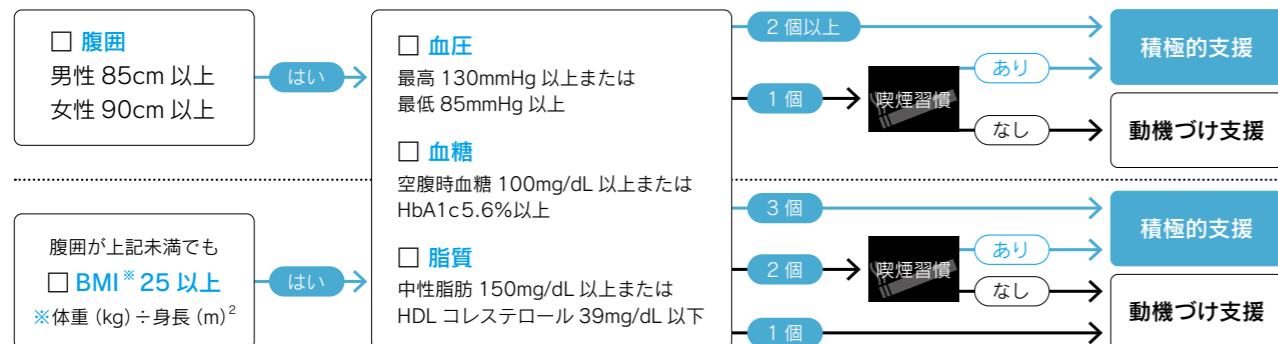 □ 腹囲
男性 85cm 以上
女性 90cm 以上
はい
□ 血圧
最高 130mmHg 以上または
最低 85mmHg 以上
□ 血糖
空腹時血糖 100mg/dL 以上または
HbA1c5.6%以上
□ 脂質
中性脂肪 150mg/dL 以上または
HDL コレステロール 39mg/dL 以下
2 個以上
積極的支援
1 個
喫煙習慣
あり
なし
動機づけ支援
腹囲が上記未満でも
□ BMI※ 25 以上
※体重（kg）÷身長（m）²
はい
3 個
積極的支援
2 個
喫煙習慣
あり
なし
1 個
動機づけ支援